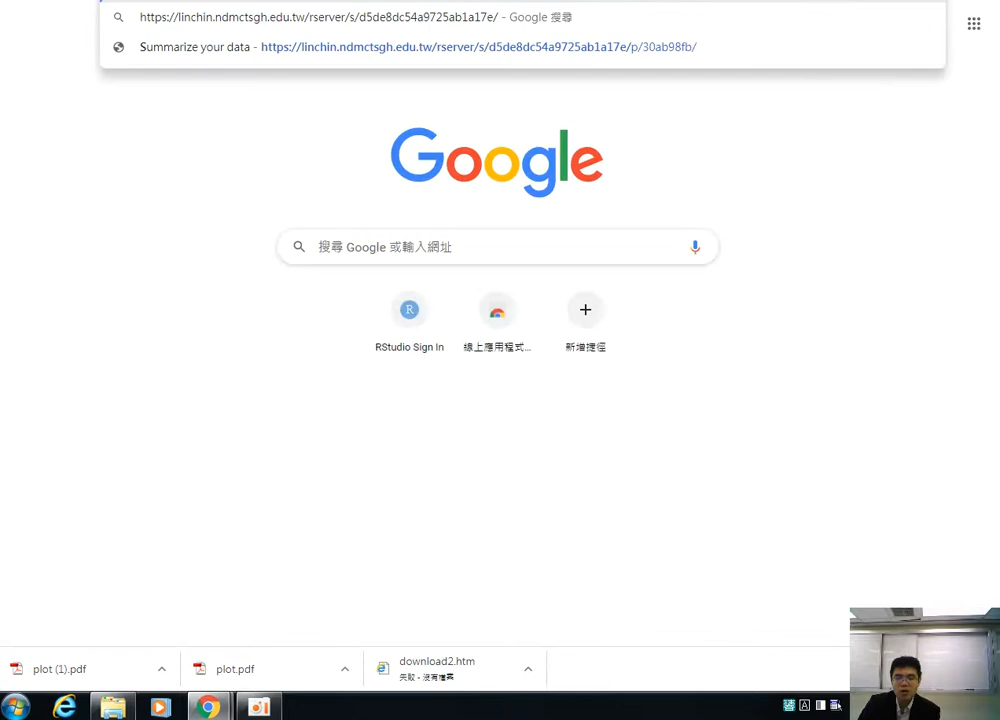 https://linchin.ndmctsgh.edu.tw/rserver/s/d5de8dc54a9725ab1a17e/ - Google 搜尋
Summarize your data - https://linchin.ndmctsgh.edu.tw/rserver/s/d5de8dc54a9725ab1a17e/p/30ab98fb/
Google
搜尋 Google 或輸入網址
R
RStudio Sign In
線上應用程式...
新增捷徑
plot (1).pdf
plot.pdf
download2.htm
失敗 - 沒有檔案
A